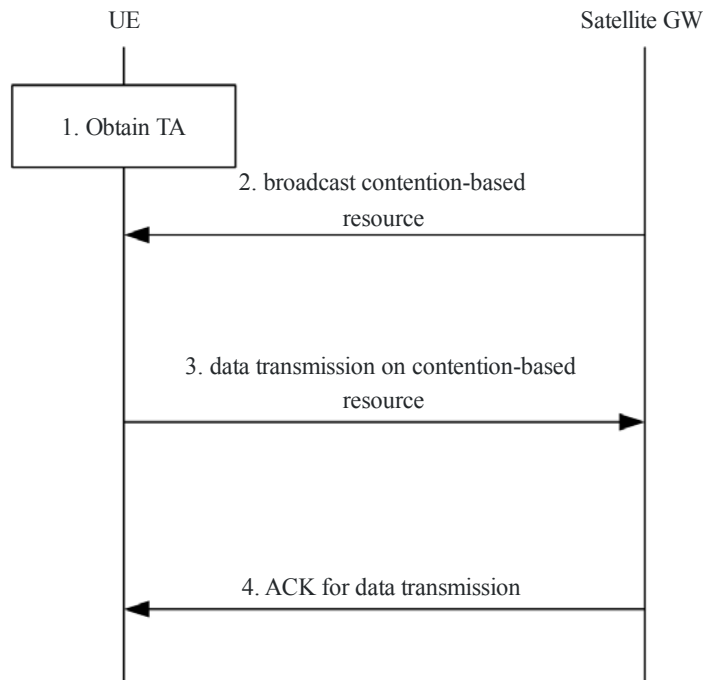 UE
Satellite GW
1. Obtain TA
2. broadcast contention-based
resource
3. data transmission on contention-based
resource
4. ACK for data transmission